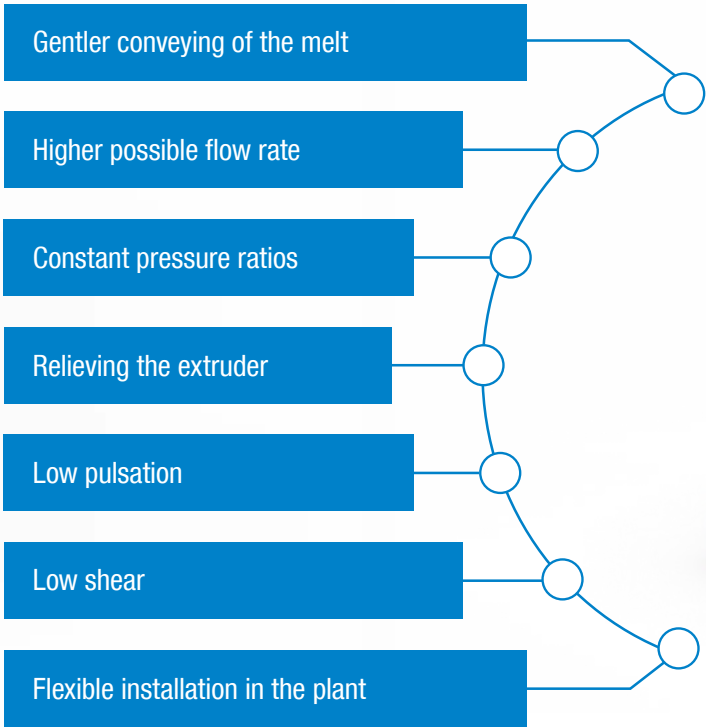 Gentler conveying of the melt
Higher possible flow rate
Constant pressure ratios
Relieving the extruder
Low pulsation
Low shear
Flexible installation in the plant